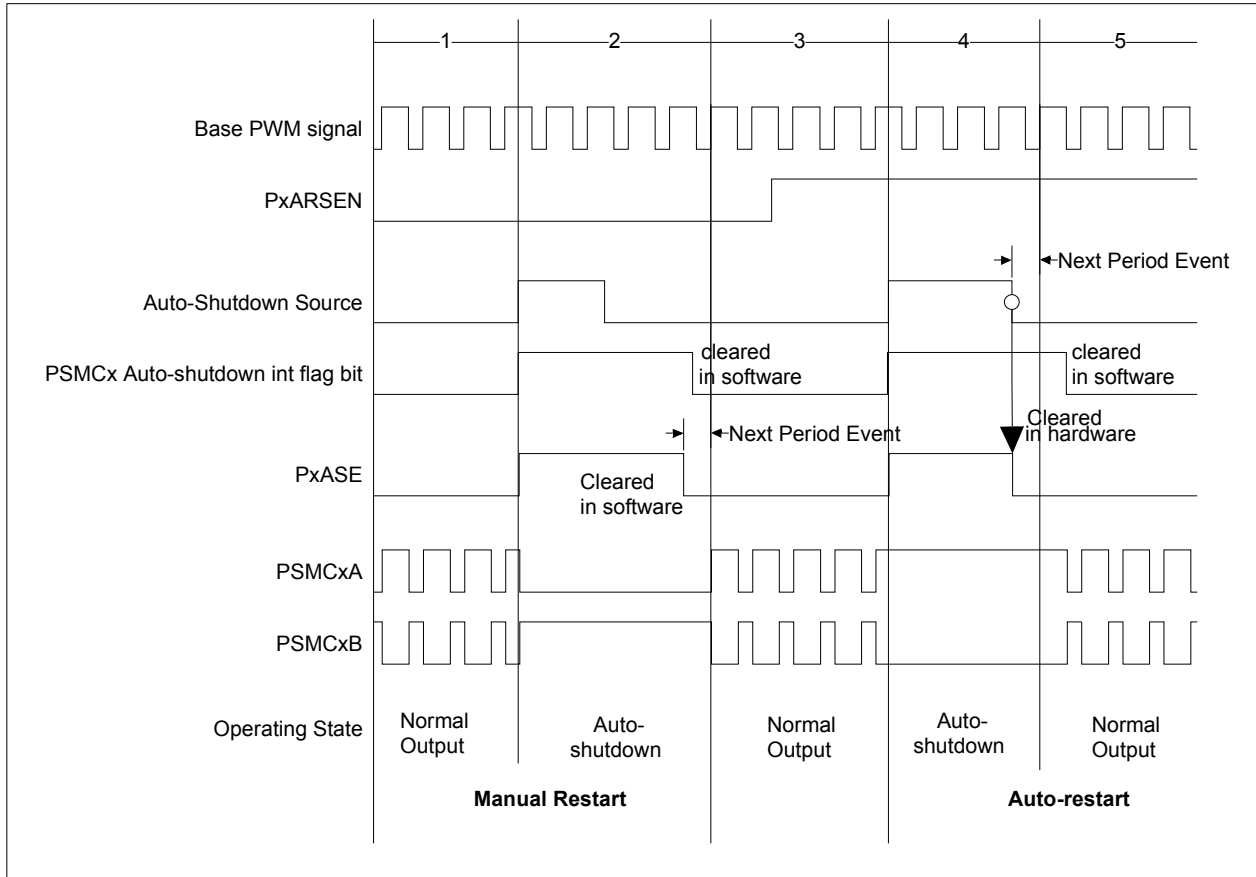 1 2 3 4 5
Base PWM signal
PxARSEN
Next Period Event
Auto-Shutdown Source
cleared
in software
cleared
in software
PSMCx Auto-shutdown int flag bit
Next Period Event
Cleared
in hardware
PxASE
Cleared
in software
PSMCxA
PSMCxB
Operating State
Normal
Output
Auto-
shutdown
Normal
Output
Auto-
shutdown
Normal
Output
Manual Restart
Auto-restart